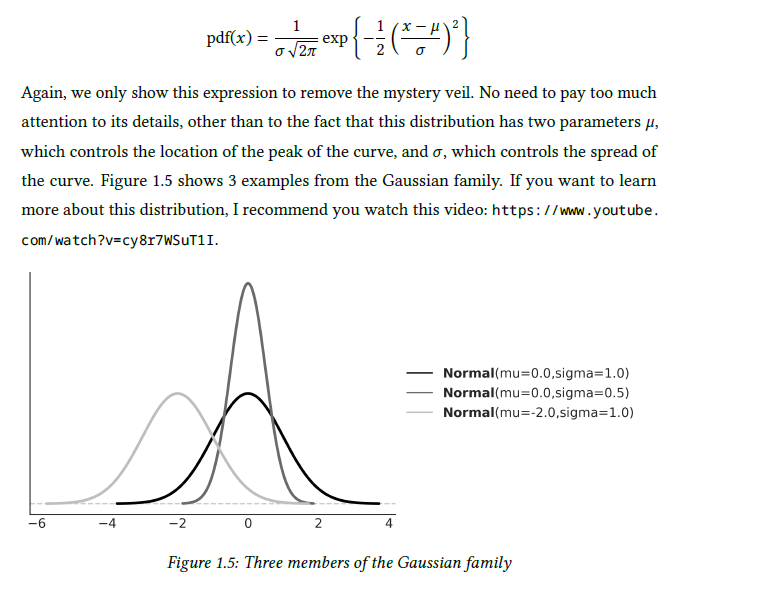 pdf(x) = 1 / (σ √2π) exp { −1/2 ( (x − μ) / σ )² }
Again, we only show this expression to remove the mystery veil. No need to pay too much
attention to its details, other than to the fact that this distribution has two parameters μ,
which controls the location of the peak of the curve, and σ, which controls the spread of
the curve. Figure 1.5 shows 3 examples from the Gaussian family. If you want to learn
more about this distribution, I recommend you watch this video: https://www.youtube.
com/watch?v=cy8r7WSuT1I.
Normal(mu=0.0,sigma=1.0)
Normal(mu=0.0,sigma=0.5)
Normal(mu=-2.0,sigma=1.0)
−6 −4 −2 0 2 4
Figure 1.5: Three members of the Gaussian family